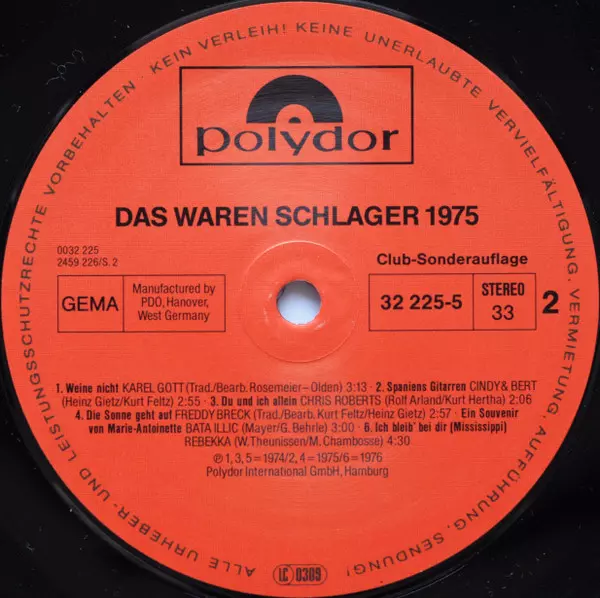 ALLE URHEBER- UND LEISTUNGSSCHUTZRECHTE VORBEHALTEN · KEIN VERLEIH! KEINE UNERLAUBTE VERVIELFÄLTIGUNG, VERMIETUNG, AUFFÜHRUNG, SENDUNG!
polydor
DAS WAREN SCHLAGER 1975
0032 225
2459 226/S. 2
Club-Sonderauflage
GEMA
Manufactured by
PDO, Hanover,
West Germany
32 225-5
STEREO
33
2
1. Weine nicht KAREL GOTT (Trad./Bearb. Rosemeier–Olden) 3:13 · 2. Spaniens Gitarren CINDY & BERT
(Heinz Gietz/Kurt Feltz) 2:55 · 3. Du und ich allein CHRIS ROBERTS (Rolf Arland/Kurt Hertha) 2:06
4. Die Sonne geht auf FREDDY BRECK (Trad./Bearb. Kurt Feltz/Heinz Gietz) 2:57 · Ein Souvenir
von Marie-Antoinette BATA ILLIC (Mayer/G. Behrle) 3:00 · 6. Ich bleib' bei dir (Mississippi)
REBEKKA (W. Theunissen/M. Chambosse) 4:30
℗ 1, 3, 5 = 1974/2, 4 = 1975/6 = 1976
Polydor International GmbH, Hamburg
LC 0309